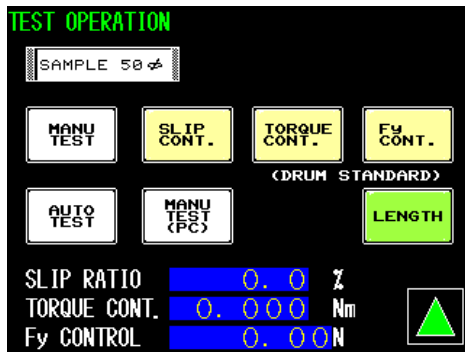 TEST OPERATION
SAMPLE 50⌀
MANU TEST
SLIP CONT.
TORQUE CONT.
Fy CONT.
(DRUM STANDARD)
AUTO TEST
MANU TEST (PC)
LENGTH
SLIP RATIO 0. 0 %
TORQUE CONT. 0. 000 Nm
Fy CONTROL 0. 00 N